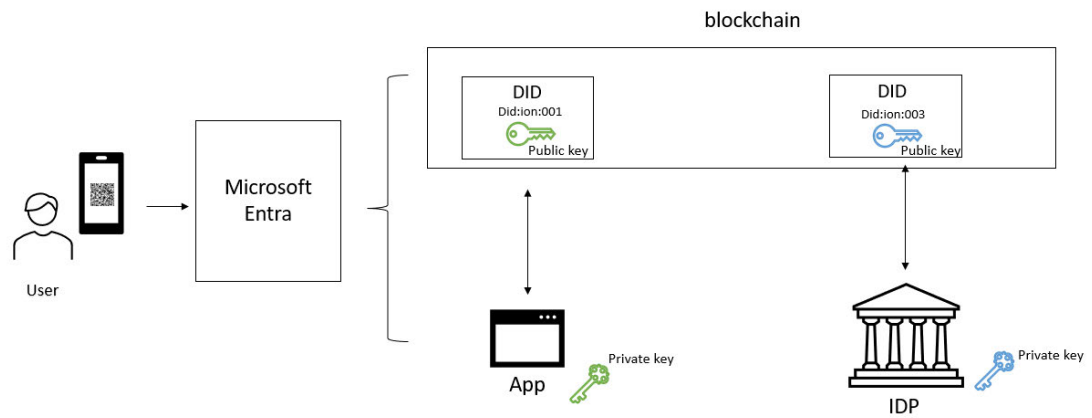 blockchain
DID
Did:ion:001
Public key
DID
Did:ion:003
Public key
Microsoft
Entra
User
Private key
App
Private key
IDP